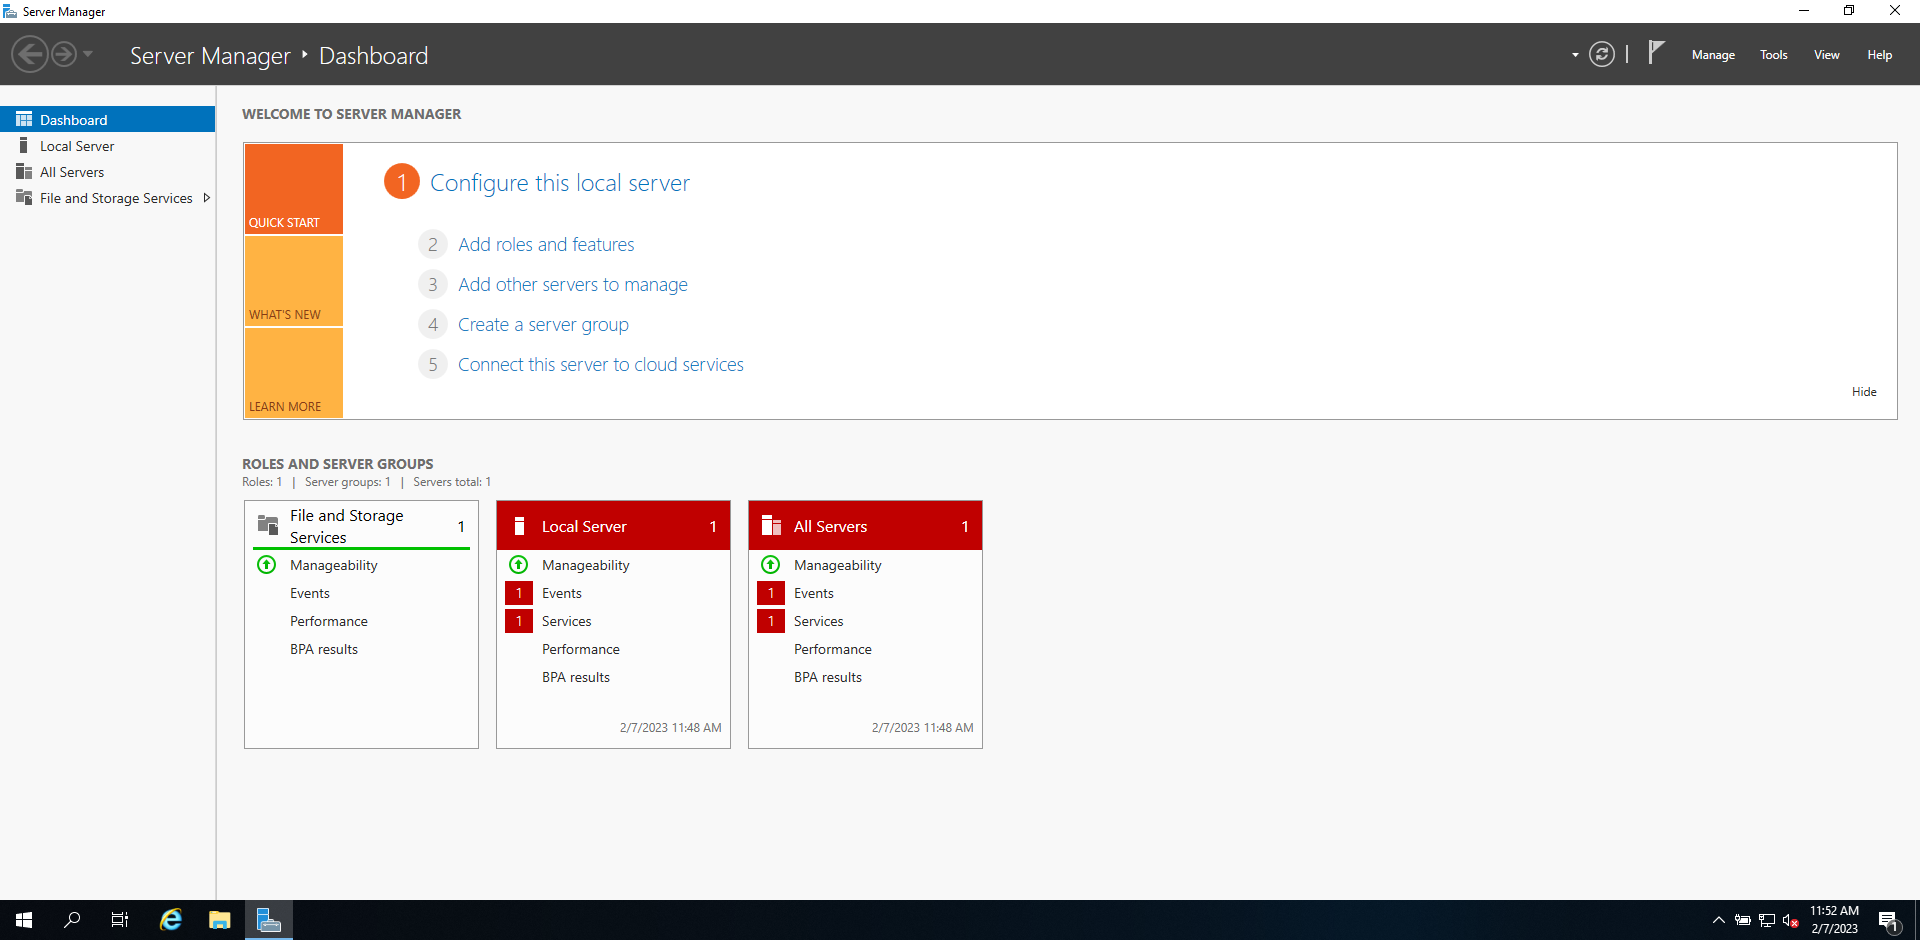 Server Manager
Server Manager ‣ Dashboard
Manage
Tools
View
Help
Dashboard
Local Server
All Servers
File and Storage Services
WELCOME TO SERVER MANAGER
QUICK START
WHAT'S NEW
LEARN MORE
1 Configure this local server
2 Add roles and features
3 Add other servers to manage
4 Create a server group
5 Connect this server to cloud services
Hide
ROLES AND SERVER GROUPS
Roles: 1 | Server groups: 1 | Servers total: 1
File and Storage
Services
1
Manageability
Events
Performance
BPA results
Local Server 1
Manageability
1 Events
1 Services
Performance
BPA results
2/7/2023 11:48 AM
All Servers 1
Manageability
1 Events
1 Services
Performance
BPA results
2/7/2023 11:48 AM
11:52 AM
2/7/2023
1